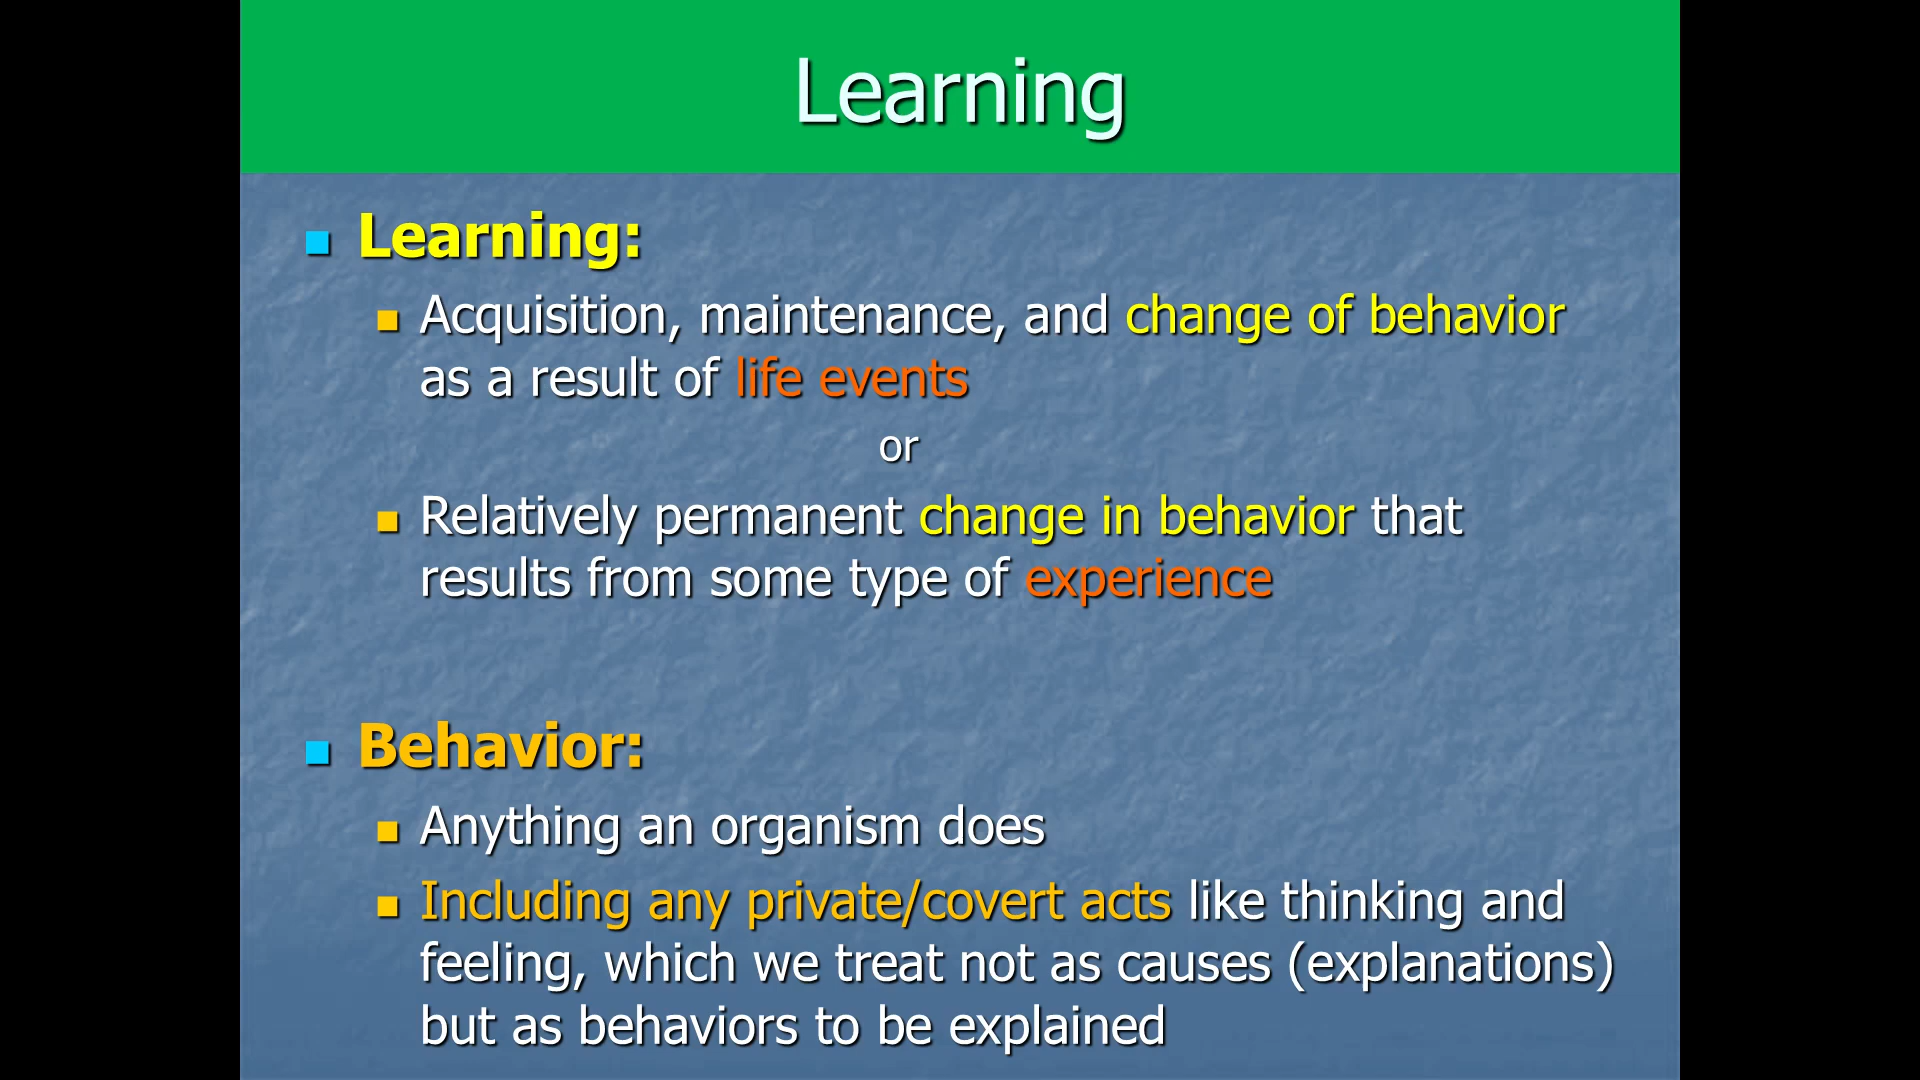 Learning
Learning:
Acquisition, maintenance, and change of behavior
as a result of life events
or
Relatively permanent change in behavior that
results from some type of experience
Behavior:
Anything an organism does
Including any private/covert acts like thinking and
feeling, which we treat not as causes (explanations)
but as behaviors to be explained